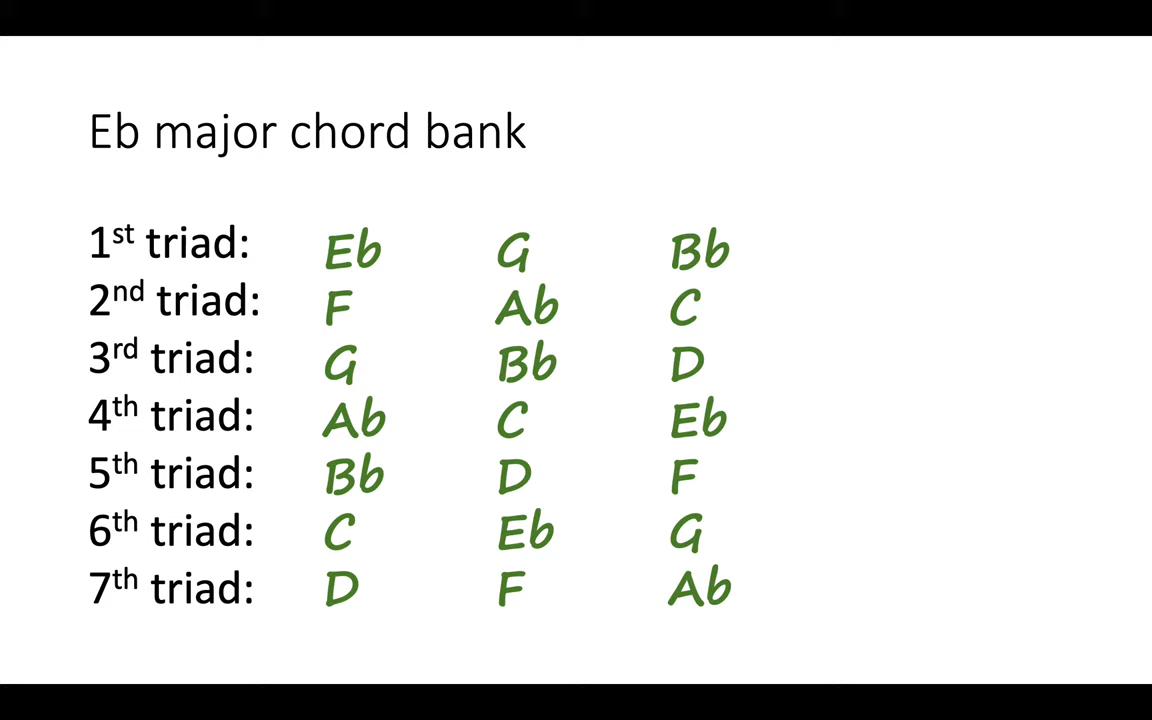 Eb major chord bank
1st triad: Eb G Bb
2nd triad: F Ab C
3rd triad: G Bb D
4th triad: Ab C Eb
5th triad: Bb D F
6th triad: C Eb G
7th triad: D F Ab